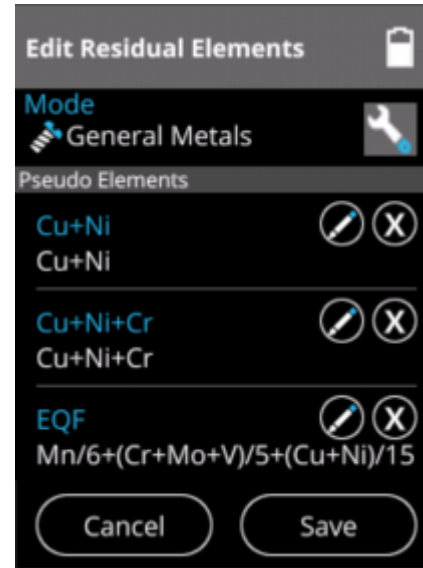 Edit Residual Elements
Mode
General Metals
Pseudo Elements
Cu+Ni
Cu+Ni
Cu+Ni+Cr
Cu+Ni+Cr
EQF
Mn/6+(Cr+Mo+V)/5+(Cu+Ni)/15
Cancel Save